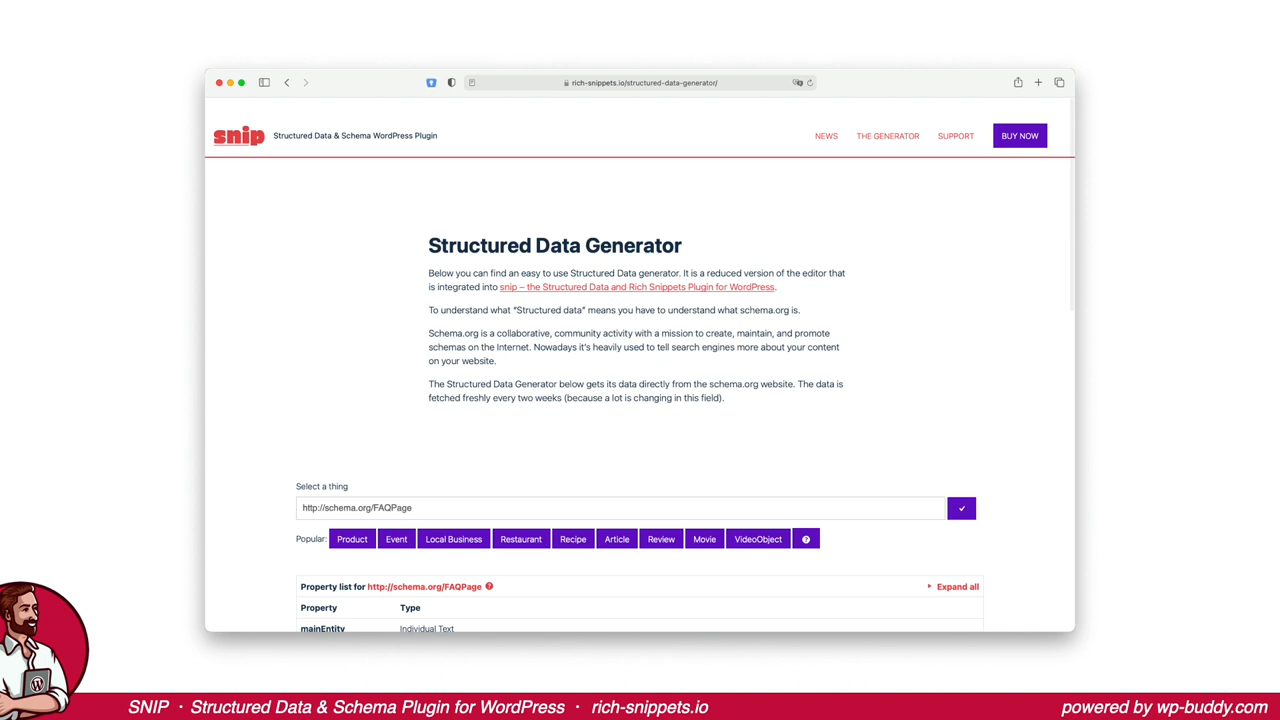 rich-snippets.io/structured-data-generator/
snip Structured Data & Schema WordPress Plugin NEWS THE GENERATOR SUPPORT BUY NOW
Structured Data Generator
Below you can find an easy to use Structured Data generator. It is a reduced version of the editor that
is integrated into snip – the Structured Data and Rich Snippets Plugin for WordPress.
To understand what “Structured data” means you have to understand what schema.org is.
Schema.org is a collaborative, community activity with a mission to create, maintain, and promote
schemas on the Internet. Nowadays it's heavily used to tell search engines more about your content
on your website.
The Structured Data Generator below gets its data directly from the schema.org website. The data is
fetched freshly every two weeks (because a lot is changing in this field).
Select a thing
http://schema.org/FAQPage
Popular: Product Event Local Business Restaurant Recipe Article Review Movie VideoObject ?
Property list for http://schema.org/FAQPage ? Expand all
Property Type
mainEntity Individual Text
SNIP · Structured Data & Schema Plugin for WordPress · rich-snippets.io powered by wp-buddy.com